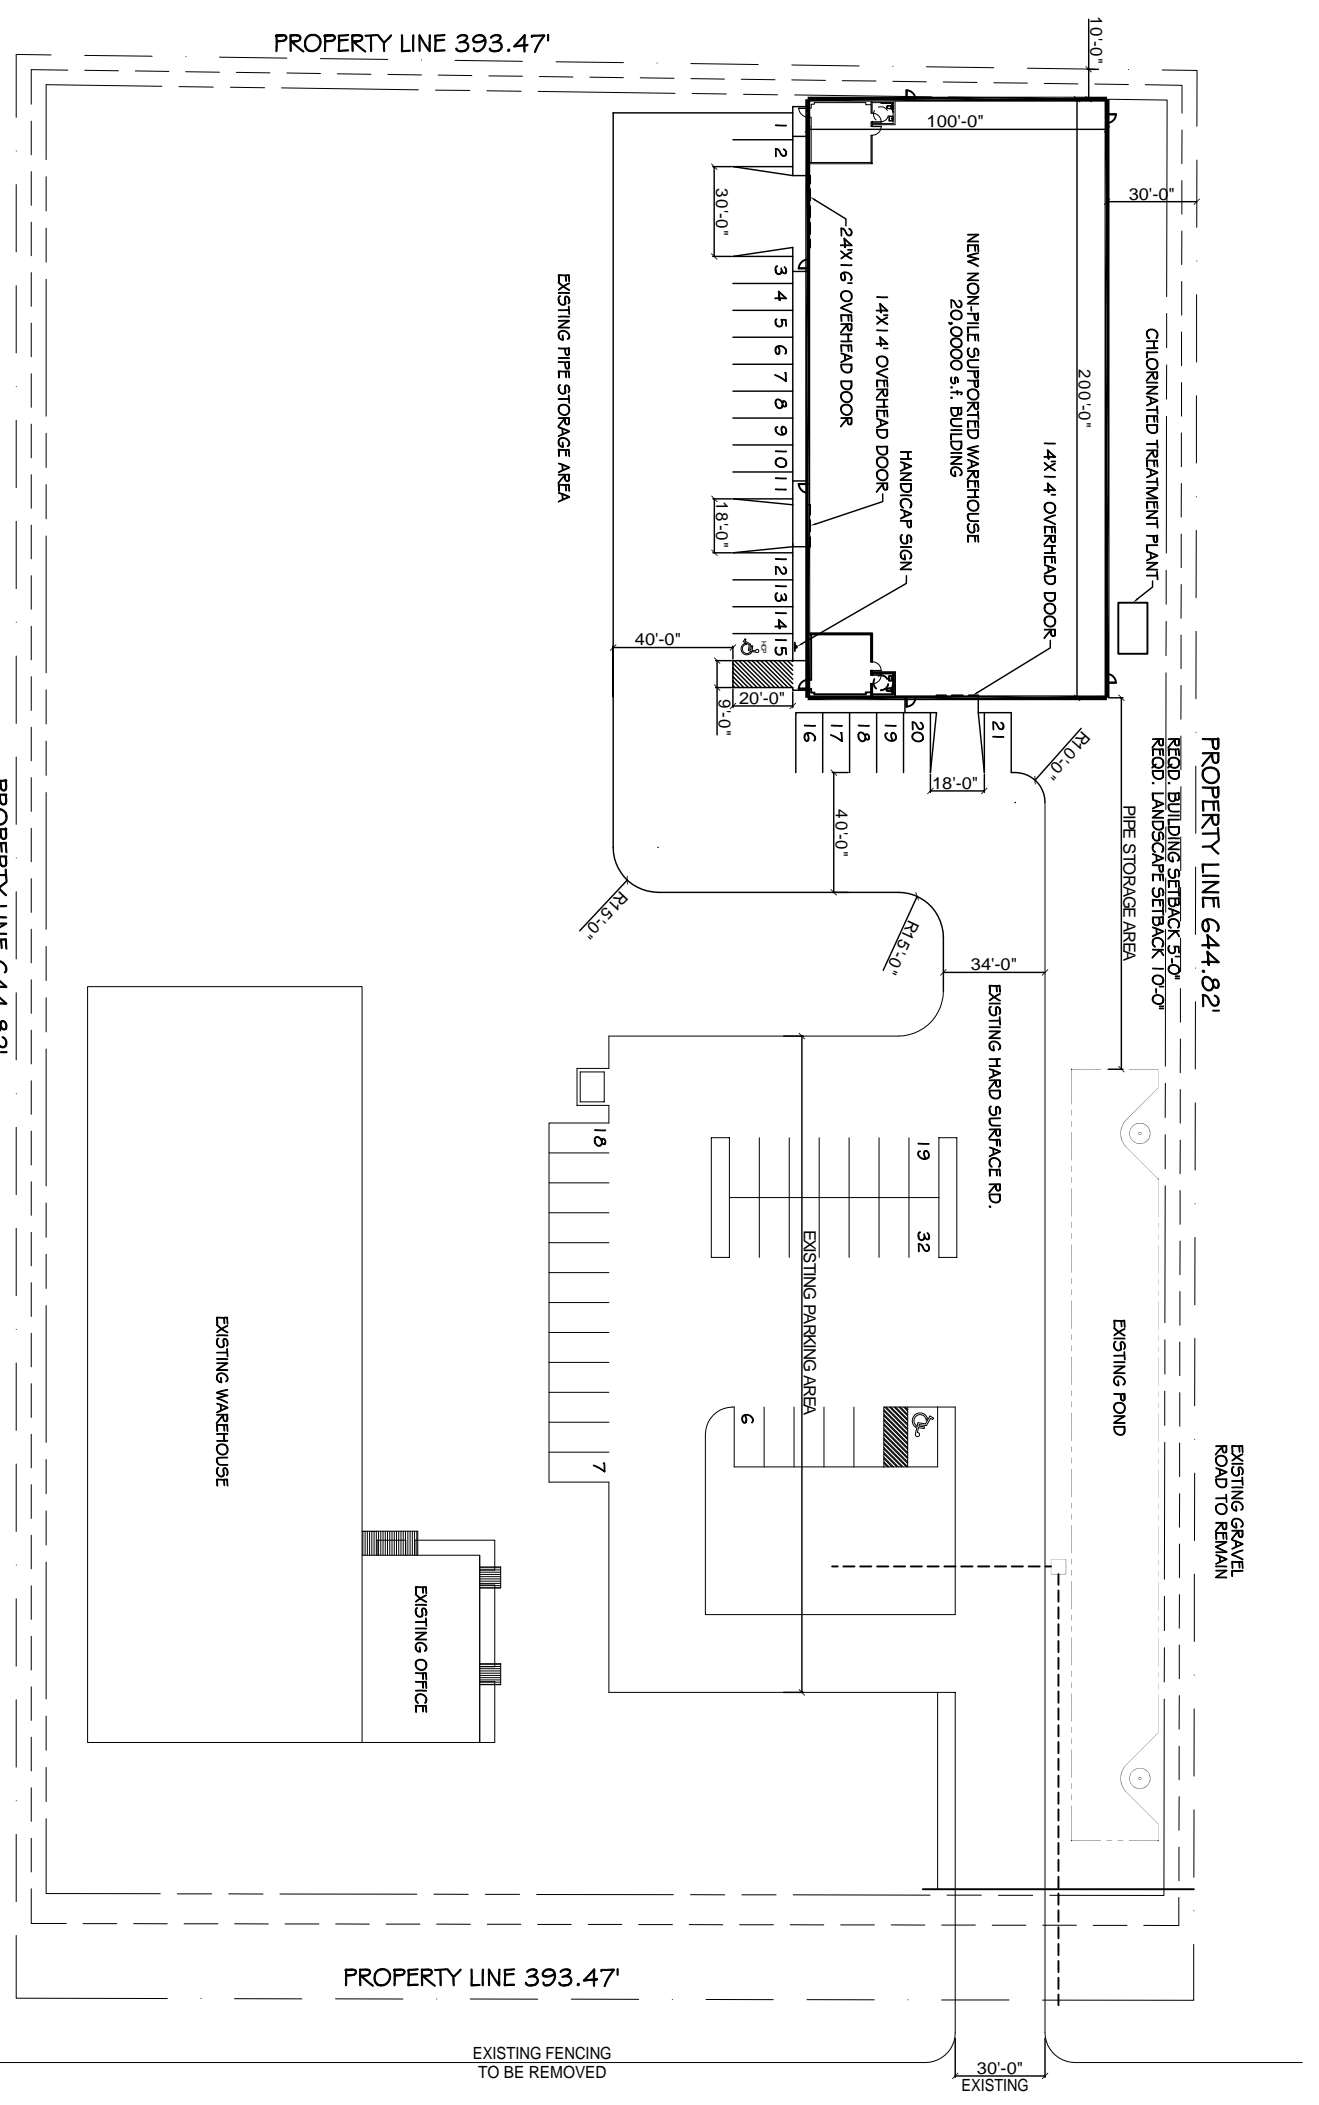 PROPERTY LINE 393.47'
10'-0"
100'-0"
30'-0"
1
2
30'-0"
3
4
5
6
7
8
9
10
11
18'-0"
12
13
14
15
HCP
24'X16' OVERHEAD DOOR
14'X14' OVERHEAD DOOR
HANDICAP SIGN
NEW NON-PILE SUPPORTED WAREHOUSE
20,0000 s.f. BUILDING
14'X14' OVERHEAD DOOR
200'-0"
CHLORINATED TREATMENT PLANT
EXISTING PIPE STORAGE AREA
40'-0"
20'-0"
9'-0"
16
17
18
19
20
21
18'-0"
R10'-0"
40'-0"
R15'-0"
R15'-0"
34'-0"
PROPERTY LINE 644.82'
REQD. BUILDING SETBACK 5'-0"
REQD. LANDSCAPE SETBACK 10'-0"
PIPE STORAGE AREA
PROPERTY LINE 644.82'
EXISTING HARD SURFACE RD.
18
19
32
EXISTING PARKING AREA
6
7
EXISTING POND
EXISTING GRAVEL
ROAD TO REMAIN
EXISTING WAREHOUSE
EXISTING OFFICE
PROPERTY LINE 393.47'
EXISTING FENCING
TO BE REMOVED
30'-0"
EXISTING